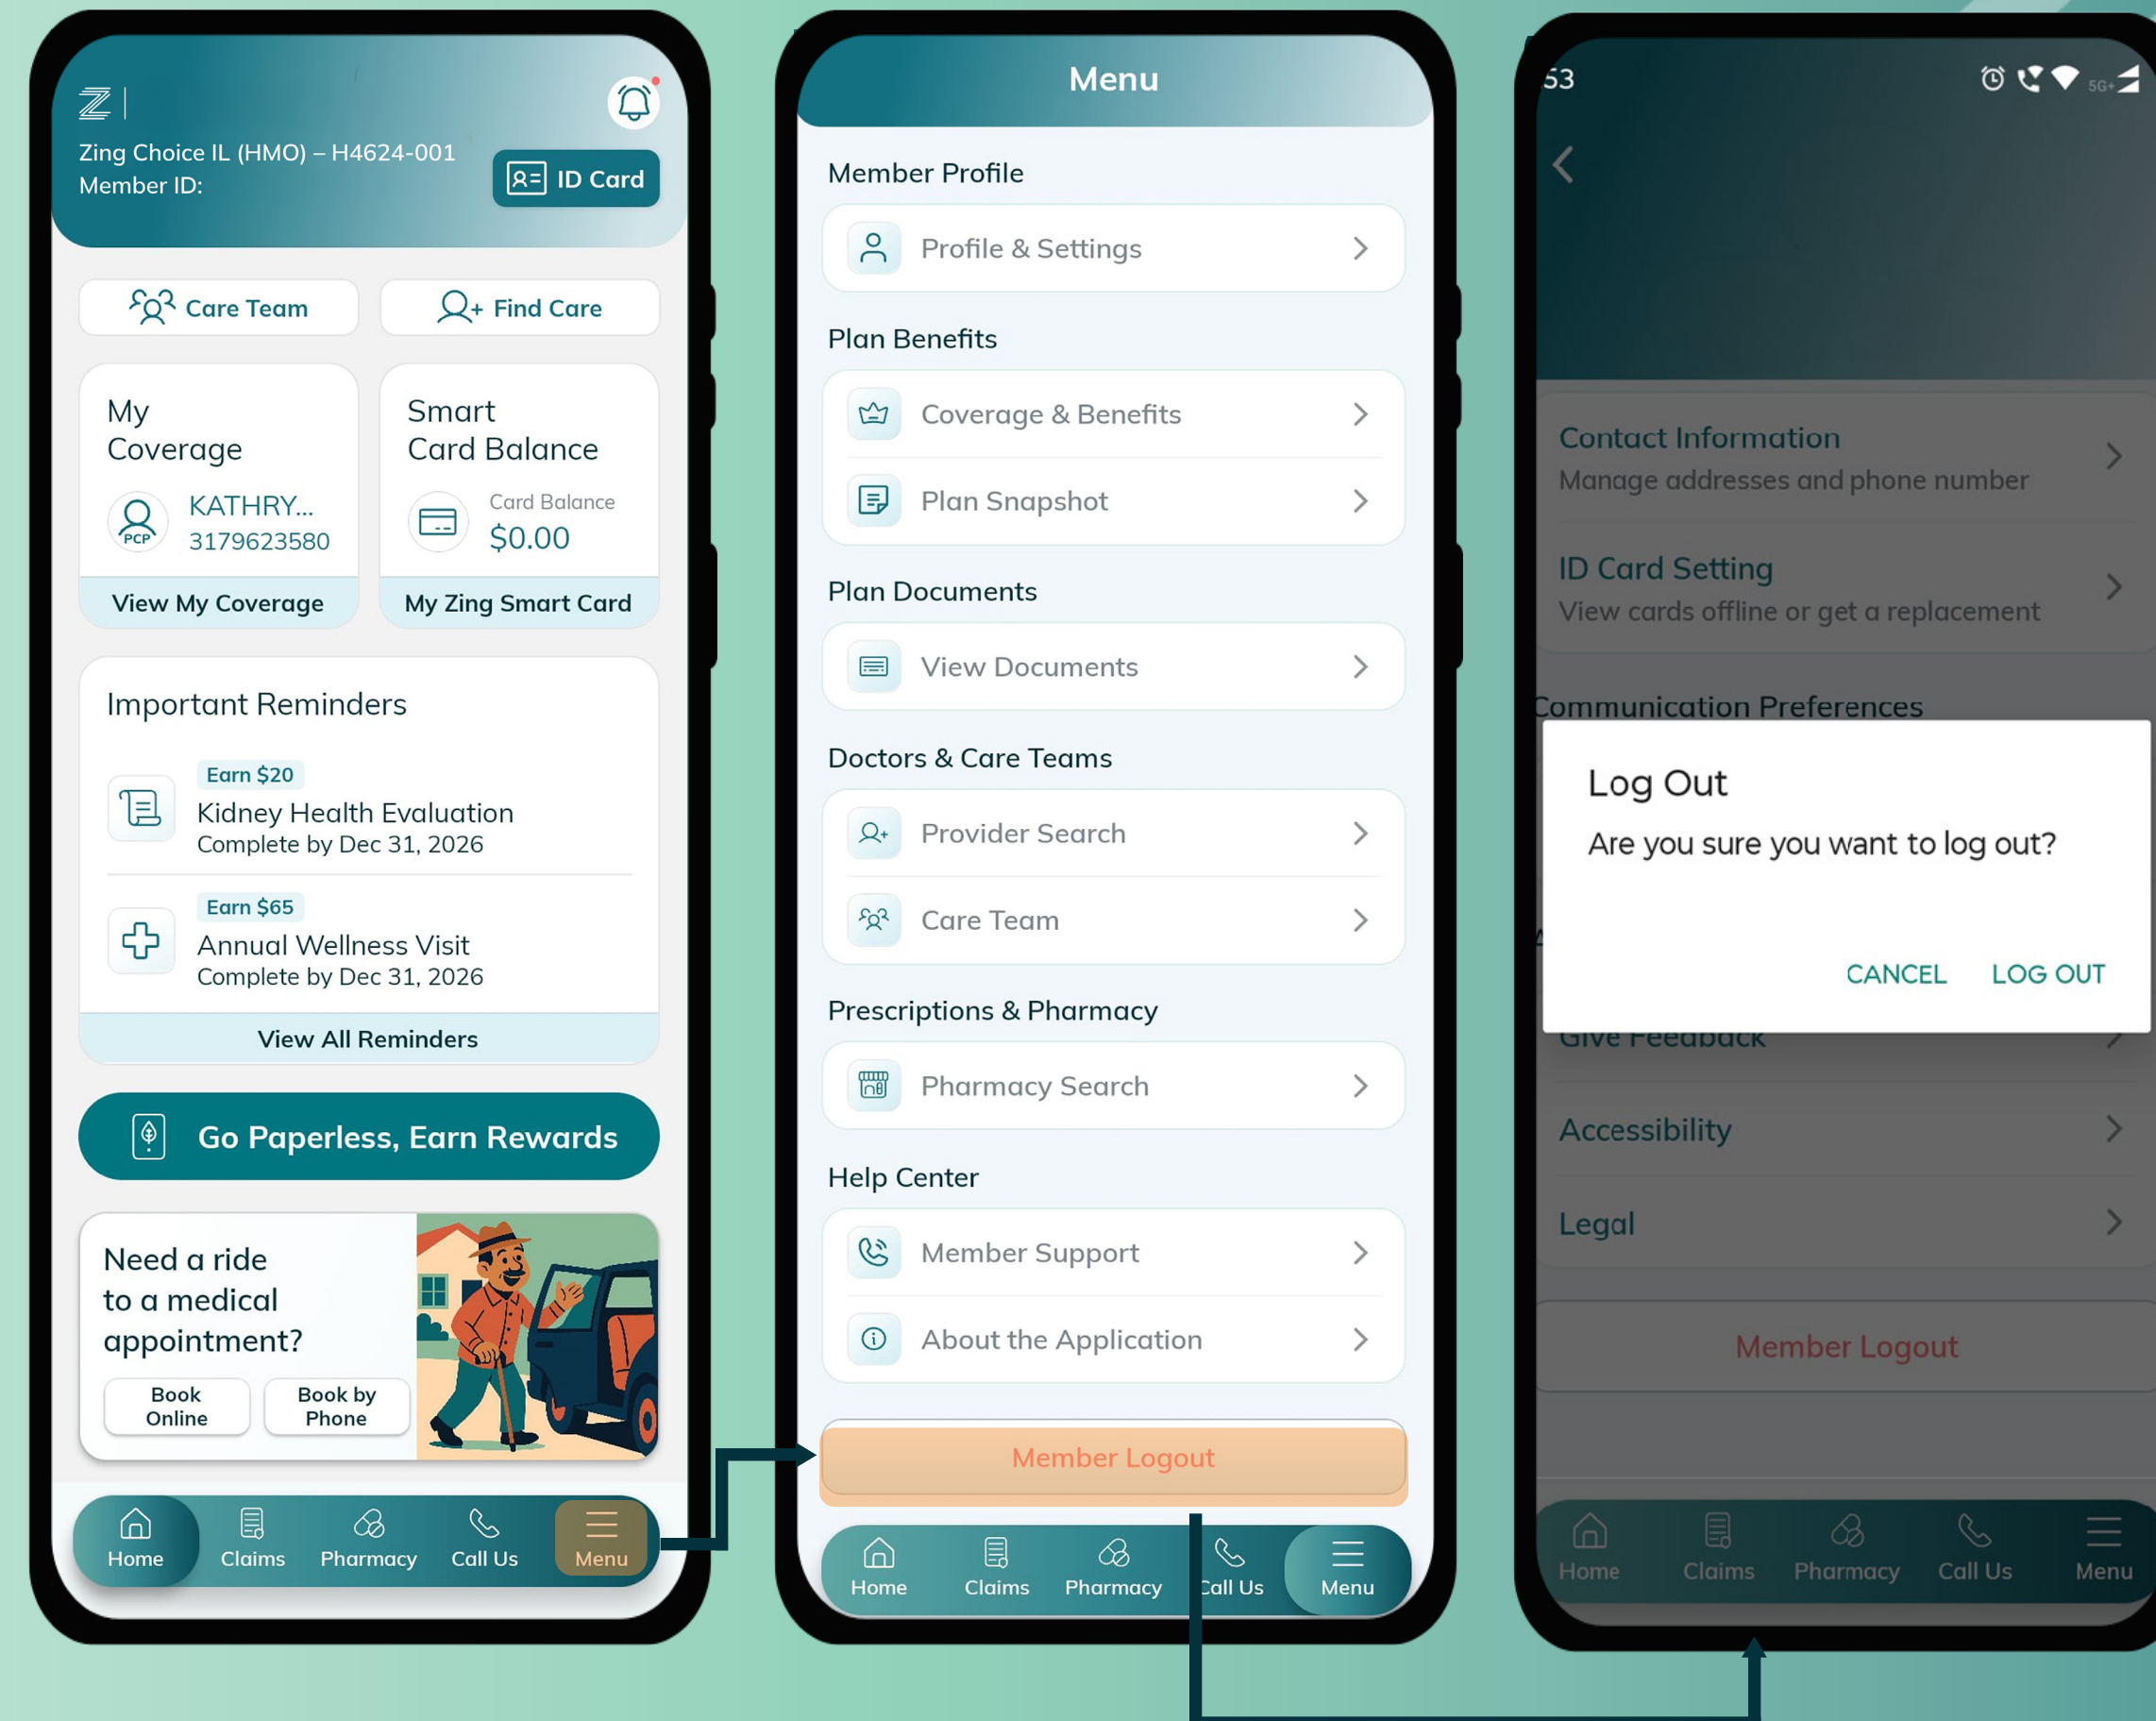 Zing Choice IL (HMO) – H4624-001
Member ID:
ID Card
Care Team
Find Care
My
Coverage
KATHRY...
PCP
3179623580
View My Coverage
Smart
Card Balance
Card Balance
$0.00
My Zing Smart Card
Important Reminders
Earn $20
Kidney Health Evaluation
Complete by Dec 31, 2026
Earn $65
Annual Wellness Visit
Complete by Dec 31, 2026
View All Reminders
Go Paperless, Earn Rewards
Need a ride
to a medical
appointment?
Book
Online
Book by
Phone
Home
Claims
Pharmacy
Call Us
Menu
Menu
Member Profile
Profile & Settings
Plan Benefits
Coverage & Benefits
Plan Snapshot
Plan Documents
View Documents
Doctors & Care Teams
Provider Search
Care Team
Prescriptions & Pharmacy
Pharmacy Search
Help Center
Member Support
About the Application
Member Logout
Home
Claims
Pharmacy
Call Us
Menu
53
5G+
Contact Information
Manage addresses and phone number
ID Card Setting
View cards offline or get a replacement
Communication Preferences
Log Out
Are you sure you want to log out?
CANCEL
LOG OUT
Give Feedback
Accessibility
Legal
Member Logout
Home
Claims
Pharmacy
Call Us
Menu